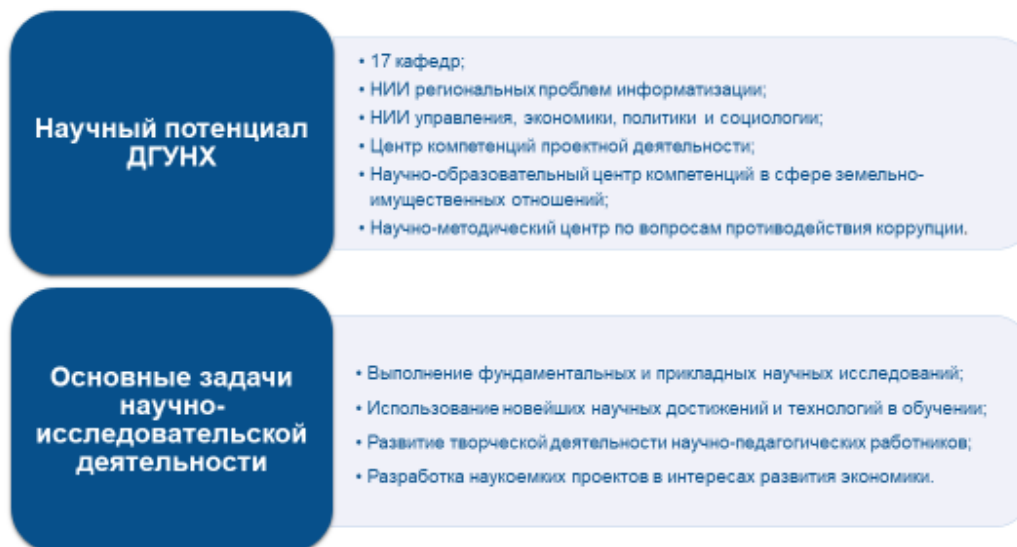 Научный потенциал
ДГУНХ
• 17 кафедр;
• НИИ региональных проблем информатизации;
• НИИ управления, экономики, политики и социологии;
• Центр компетенций проектной деятельности;
• Научно-образовательный центр компетенций в сфере земельно-
имущественных отношений;
• Научно-методический центр по вопросам противодействия коррупции.
Основные задачи
научно-
исследовательской
деятельности
• Выполнение фундаментальных и прикладных научных исследований;
• Использование новейших научных достижений и технологий в обучении;
• Развитие творческой деятельности научно-педагогических работников;
• Разработка наукоемких проектов в интересах развития экономики.